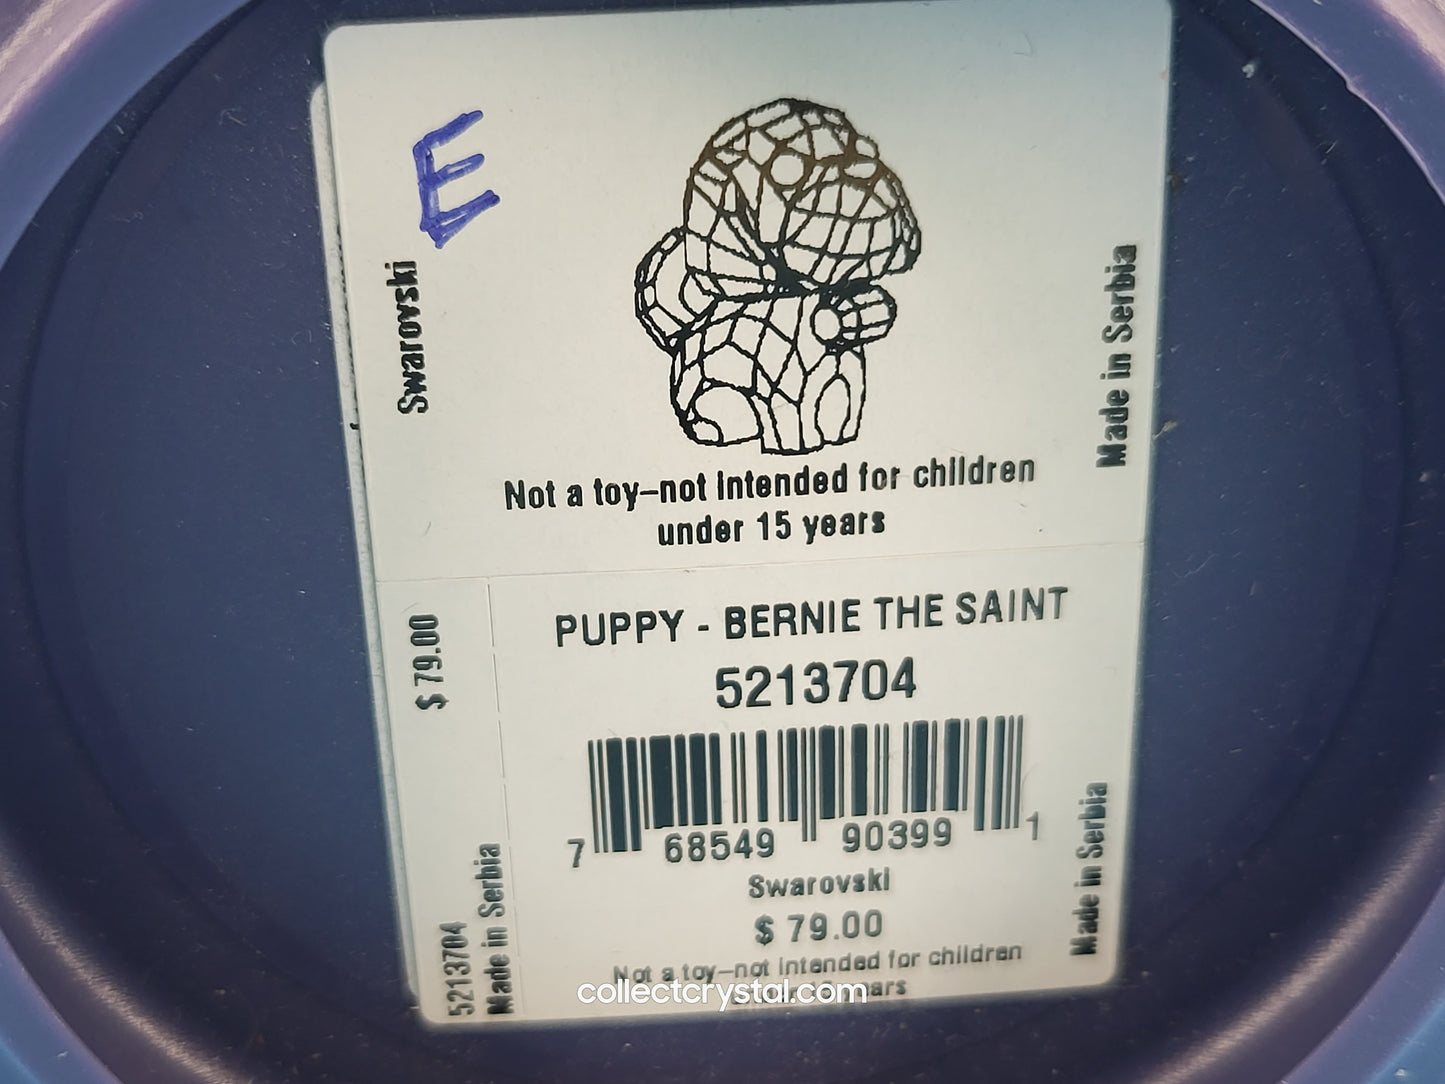 E
Swarovski
Made in Serbia
Not a toy–not intended for children
under 15 years
$ 79.00
5213704
Made in Serbia
PUPPY - BERNIE THE SAINT
5213704
7 68549 90399 1
Swarovski
$ 79.00
Not a toy–not intended for children
years
Made in Serbia
collectcrystal.com